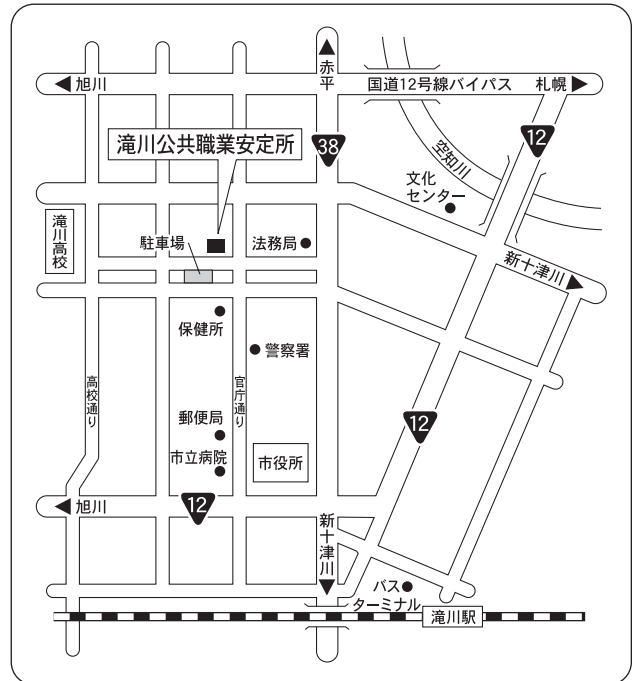 旭川
赤平
国道12号線バイパス
札幌
38
12
滝川公共職業安定所
空知川
文化
センター
滝川高校
駐車場
法務局
新十津川
保健所
警察署
高校通り
官庁通り
郵便局
12
市立病院
市役所
旭川
12
新十津川
バス
ターミナル
滝川駅